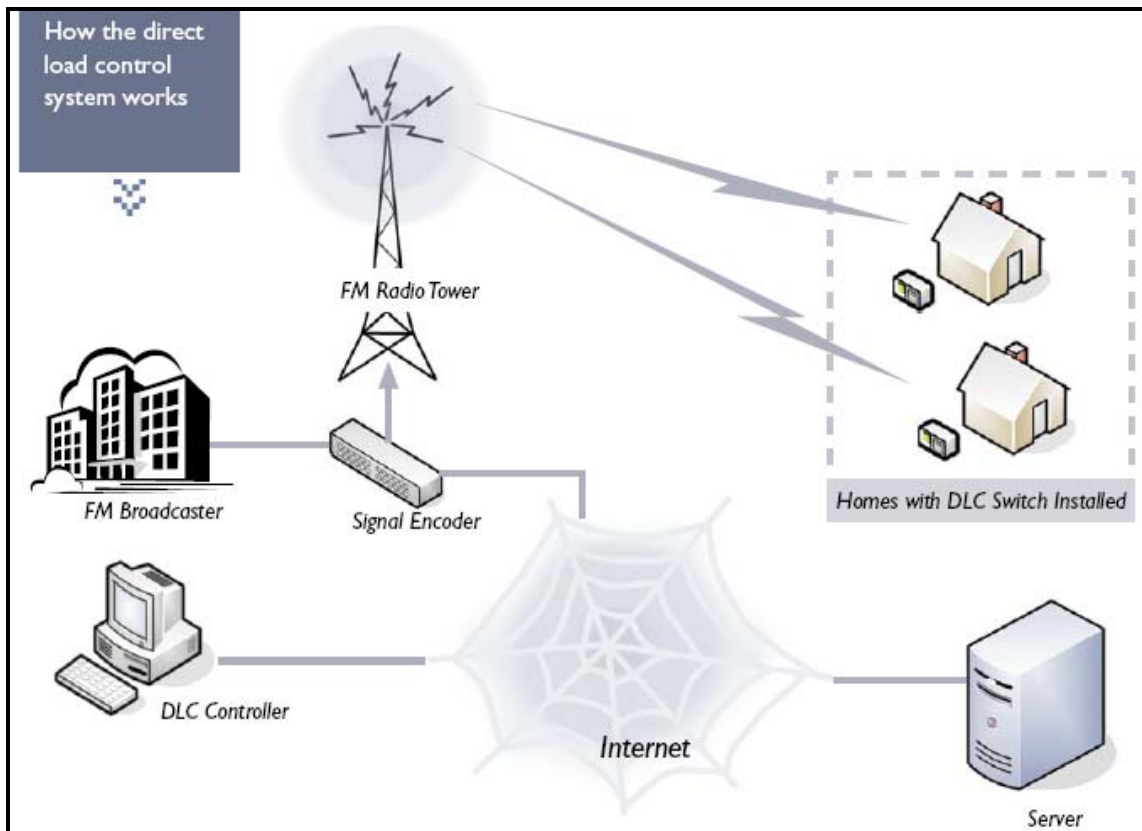 How the direct
load control
system works
FM Radio Tower
FM Broadcaster
Signal Encoder
Homes with DLC Switch Installed
DLC Controller
Internet
Server